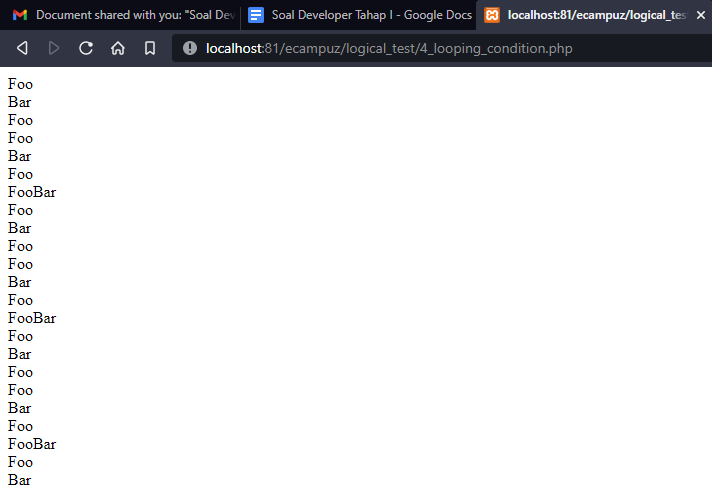 Document shared with you: "Soal Dev
Soal Developer Tahap I - Google Docs
localhost:81/ecampuz/logical_tes
localhost:81/ecampuz/logical_test/4_looping_condition.php
Foo
Bar
Foo
Foo
Bar
Foo
FooBar
Foo
Bar
Foo
Foo
Bar
Foo
FooBar
Foo
Bar
Foo
Foo
Bar
Foo
FooBar
Foo
Bar